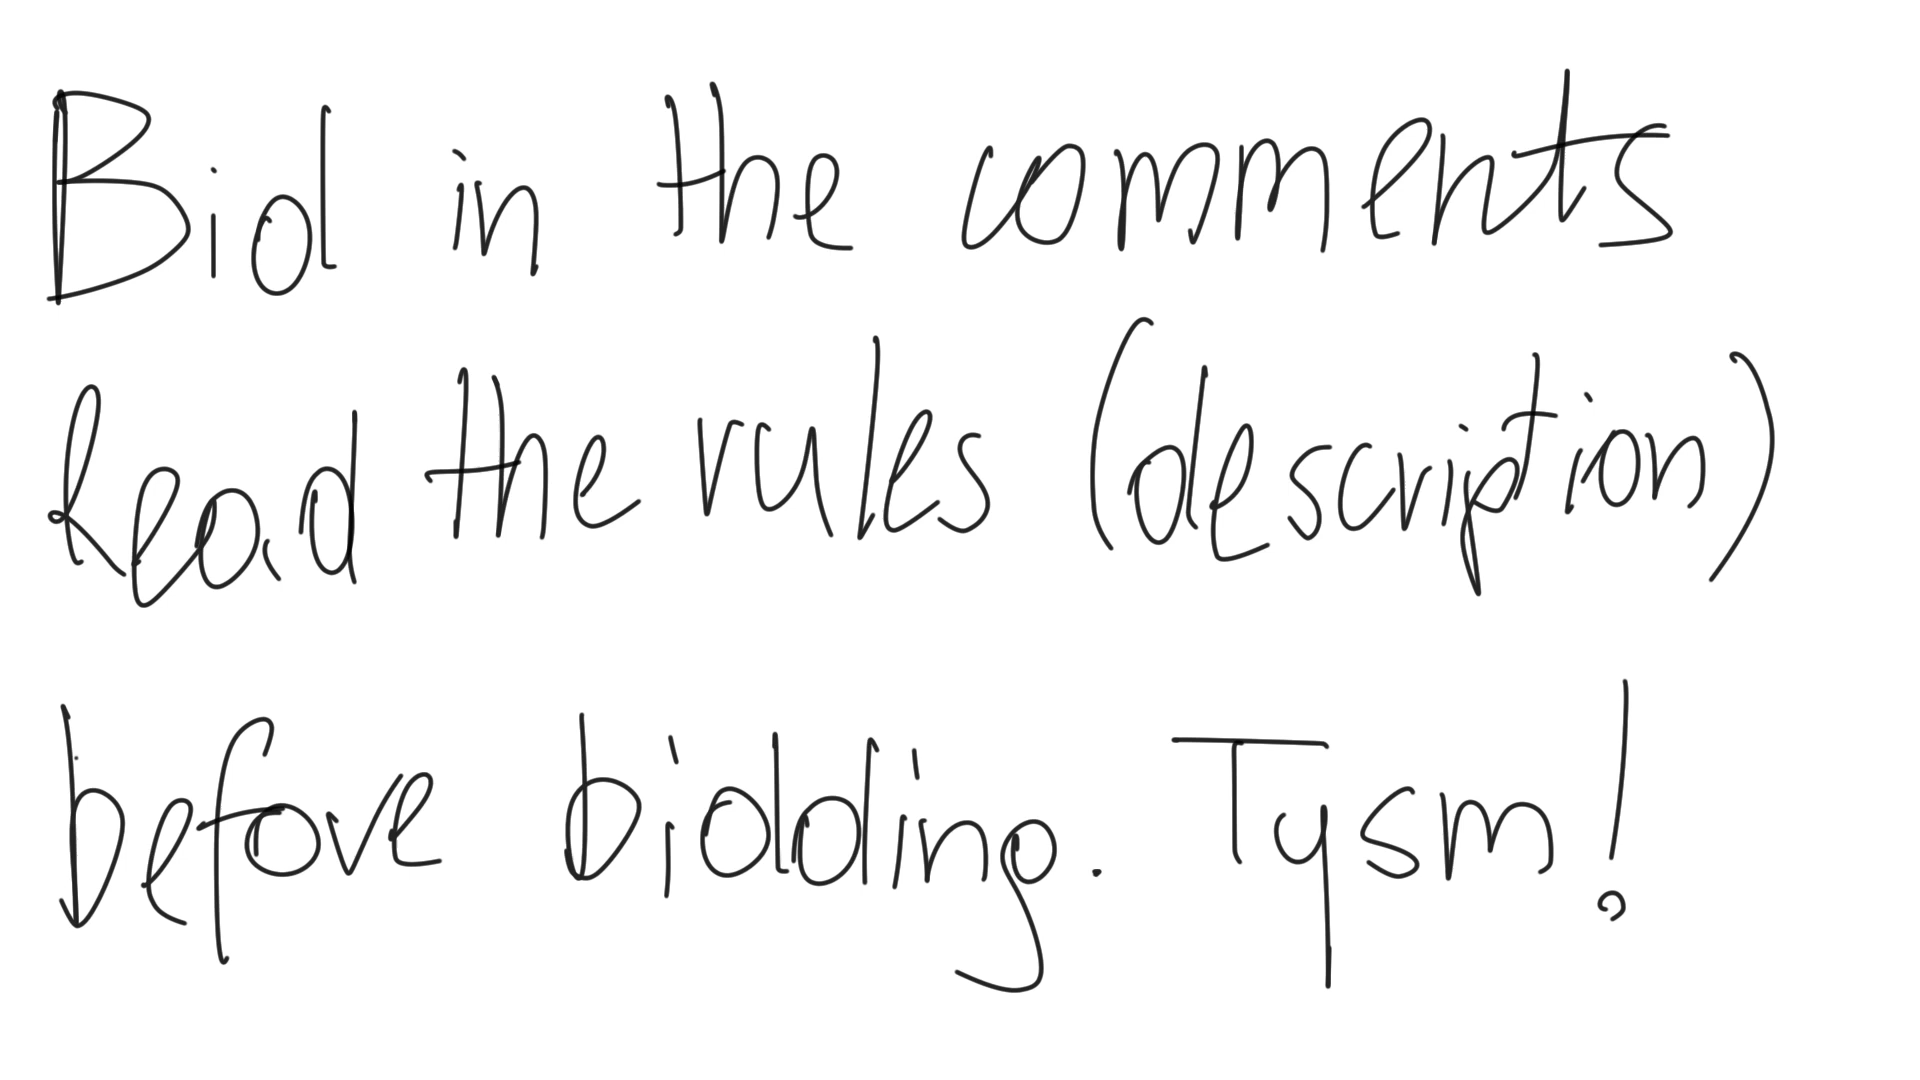 Bid in the comments
Read the rules (description)
before bidding. Tysm!